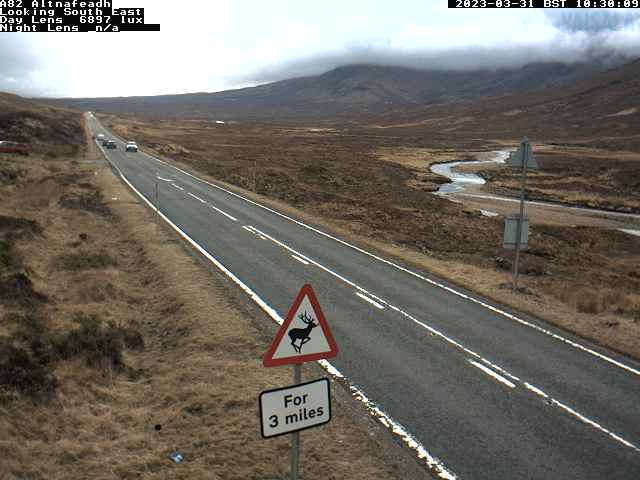 A82 Altnafeadh
Looking South East
Day Lens  6897 lux
Night Lens  n/a
2023-03-31 BST 10:30:09
VAISALA
For
3 miles